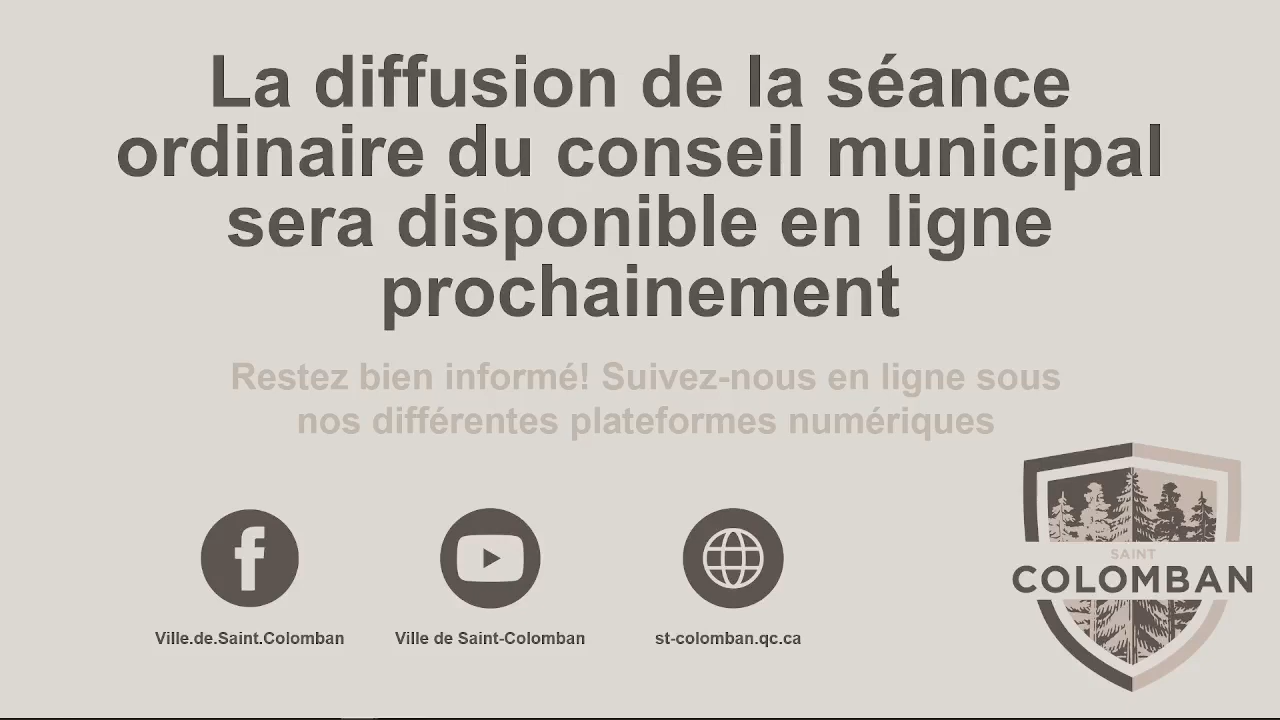 La diffusion de la séance
ordinaire du conseil municipal
sera disponible en ligne
prochainement
Restez bien informé! Suivez-nous en ligne sous
nos différentes plateformes numériques
Ville.de.Saint.Colomban
Ville de Saint-Colomban
st-colomban.qc.ca
SAINT
COLOMBAN